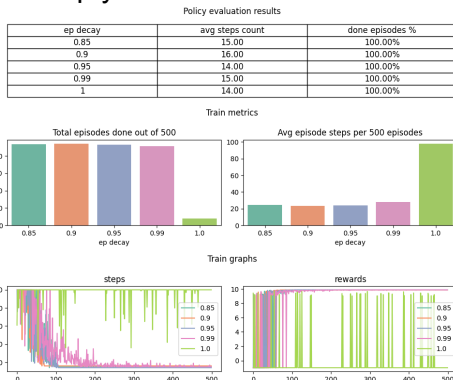 Policy evaluation results
ep decay avg steps count done episodes %
0.85 15.00 100.00%
0.9 16.00 100.00%
0.95 14.00 100.00%
0.99 15.00 100.00%
1 14.00 100.00%
Train metrics
Total episodes done out of 500 Avg episode steps per 500 episodes
100
80
60
40
20
0
0.85 0.9 0.95 0.99 1.0 0.85 0.9 0.95 0.99 1.0
ep decay ep decay
Train graphs
steps rewards
10
8
6
4
2
0
0.85 0.85
0.9 0.9
0.95 0.95
0.99 0.99
1.0 1.0
0 100 200 300 400 500 0 100 200 300 400 500